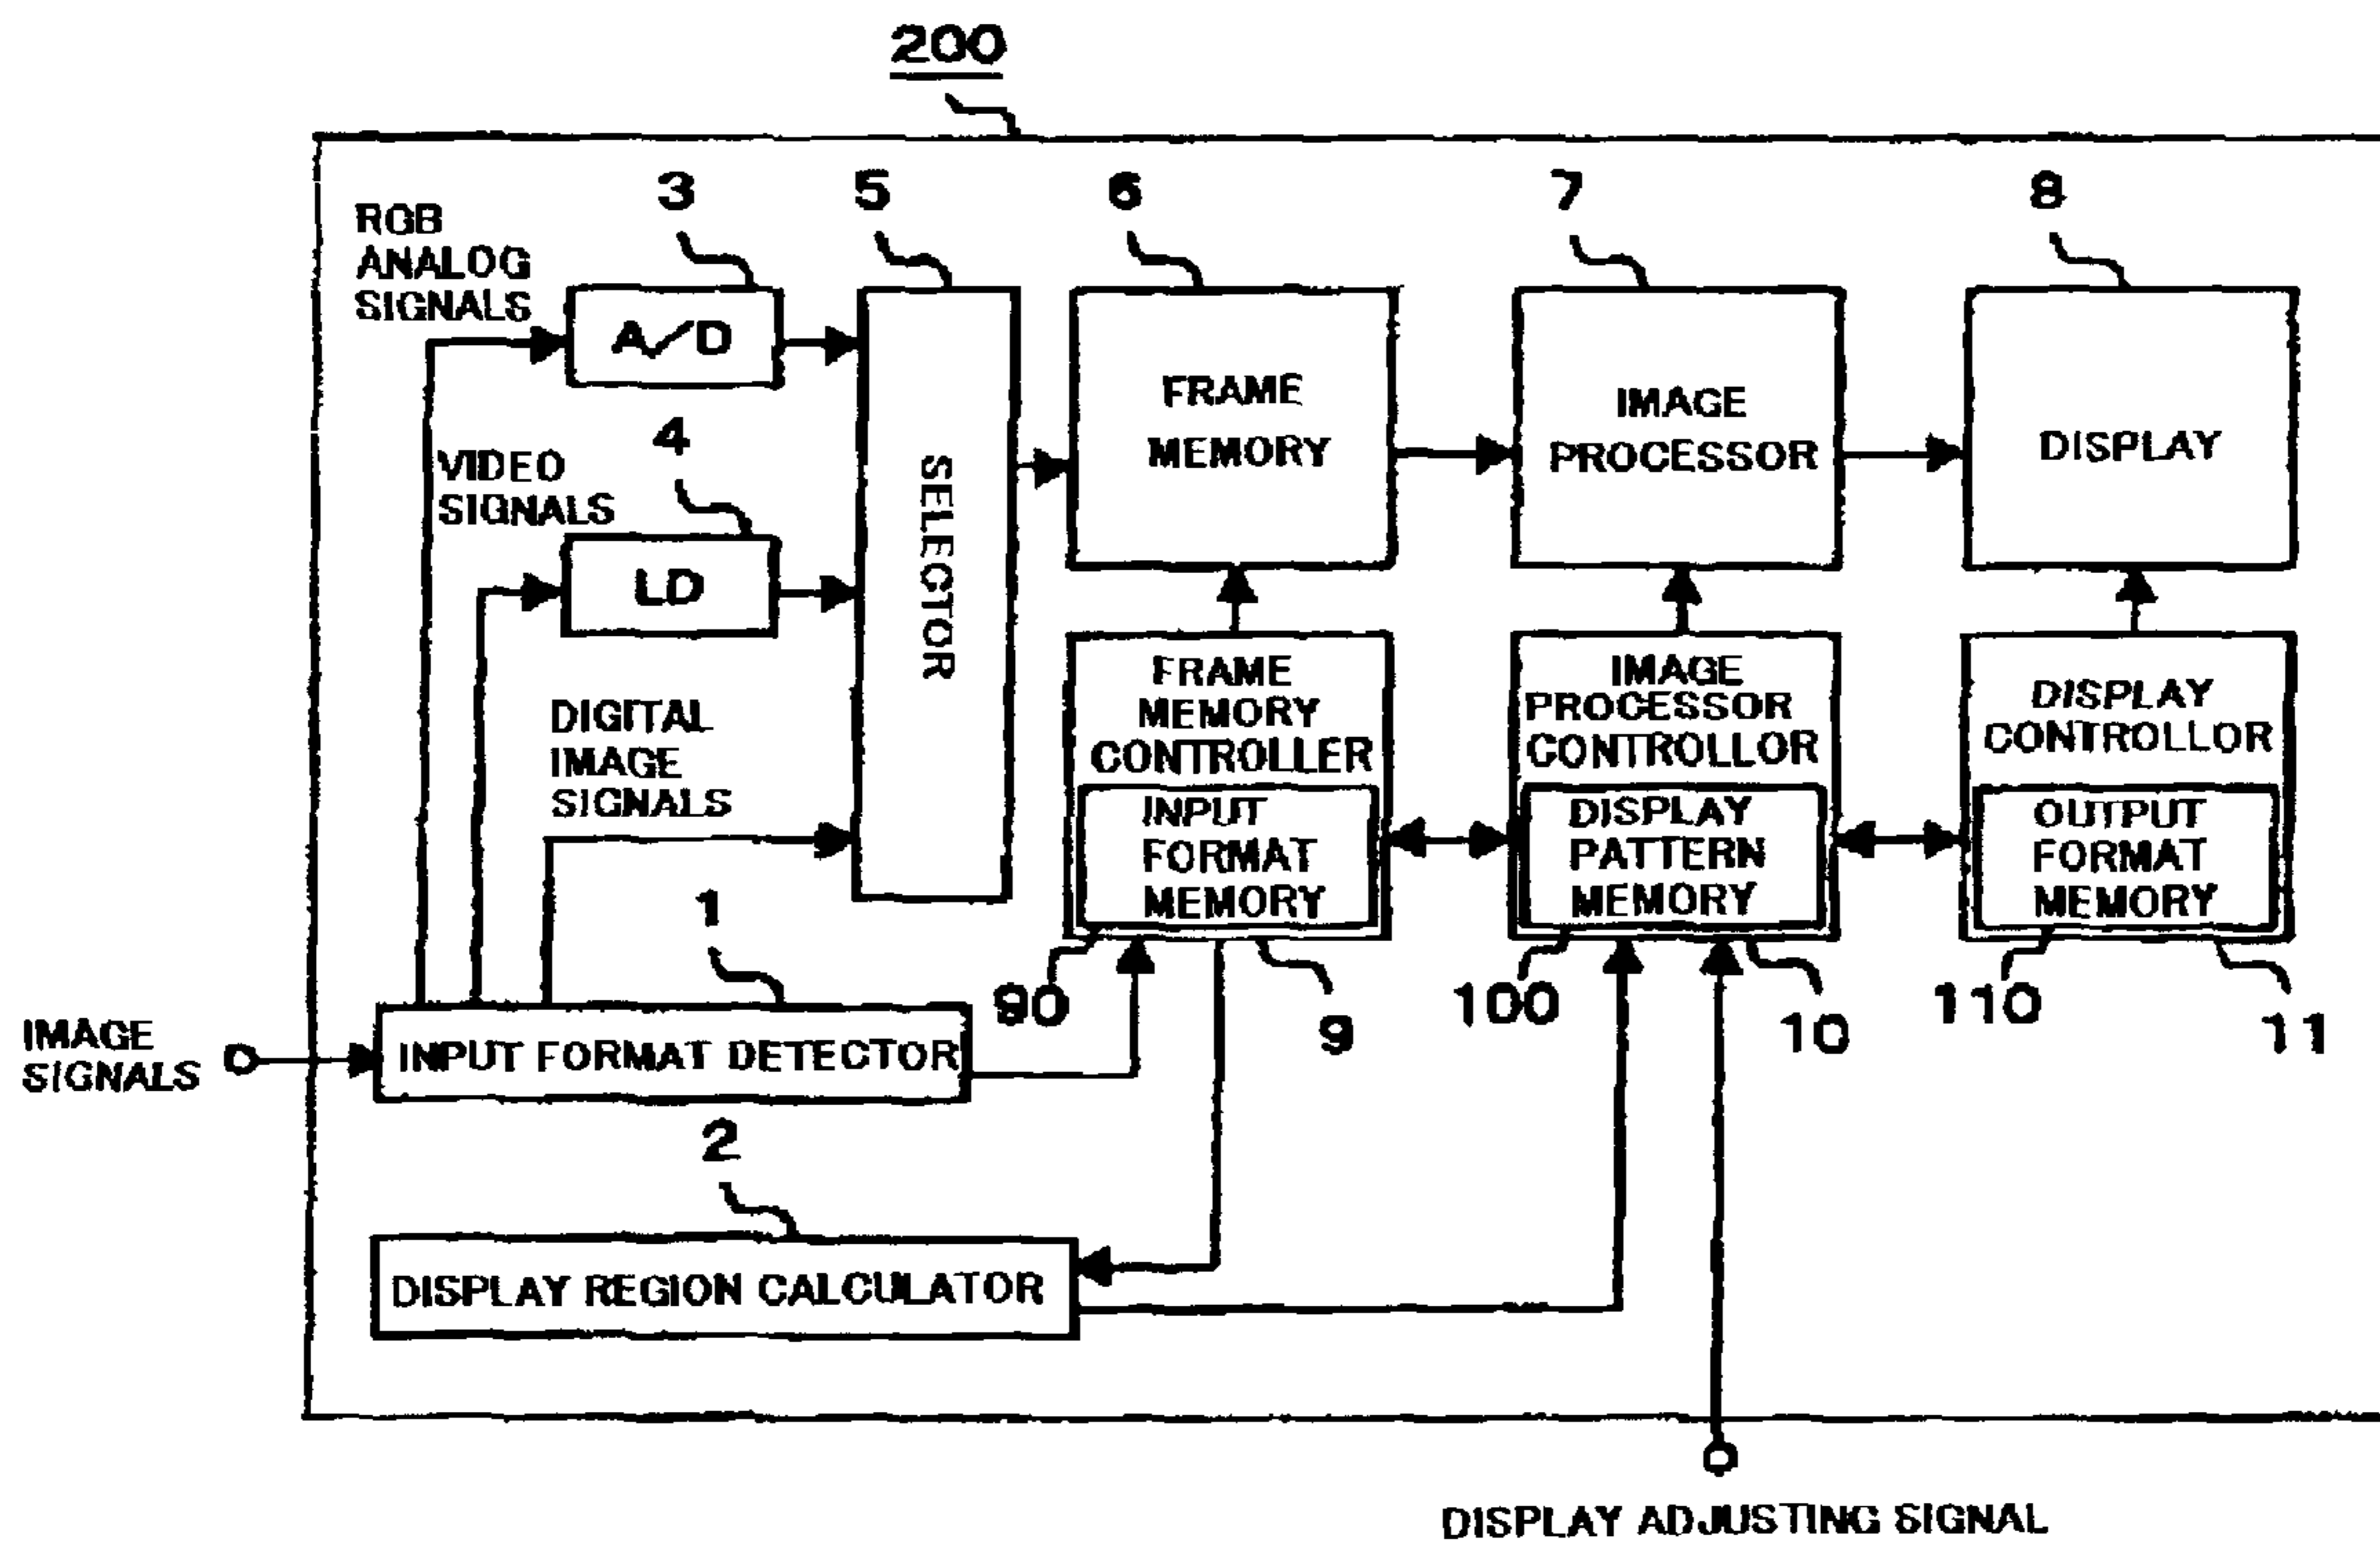 200
3
5
6
7
8
RGB
ANALOG
SIGNALS
A/D
FRAME
MEMORY
IMAGE
PROCESSOR
DISPLAY
4
VIDEO
SIGNALS
LD
SELECTOR
DIGITAL
IMAGE
SIGNALS
FRAME
MEMORY
CONTROLLER
INPUT
FORMAT
MEMORY
IMAGE
PROCESSOR
CONTROLLOR
DISPLAY
PATTERN
MEMORY
DISPLAY
CONTROLLOR
OUTPUT
FORMAT
MEMORY
1
90
9
100
10
110
11
IMAGE
SIGNALS
INPUT FORMAT DETECTOR
2
DISPLAY REGION CALCULATOR
DISPLAY ADJUSTING SIGNAL